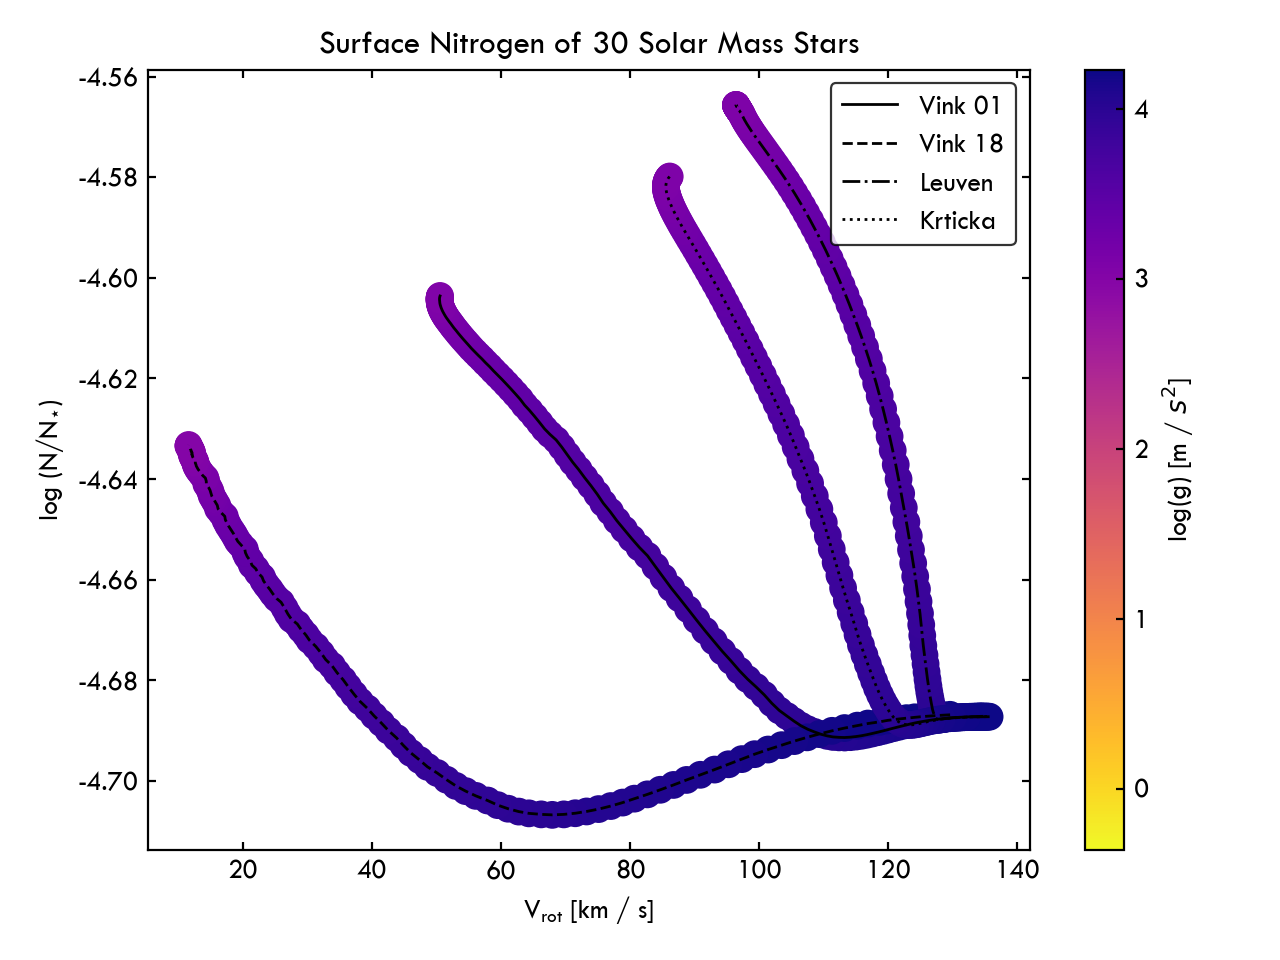 Surface Nitrogen of 30 Solar Mass Stars
-4.56
-4.58
-4.60
-4.62
-4.64
-4.66
-4.68
-4.70
log (N/N⋆)
20 40 60 80 100 120 140
Vrot [km / s]
Vink 01
Vink 18
Leuven
Krticka
4
3
2
1
0
log(g) [m / s²]